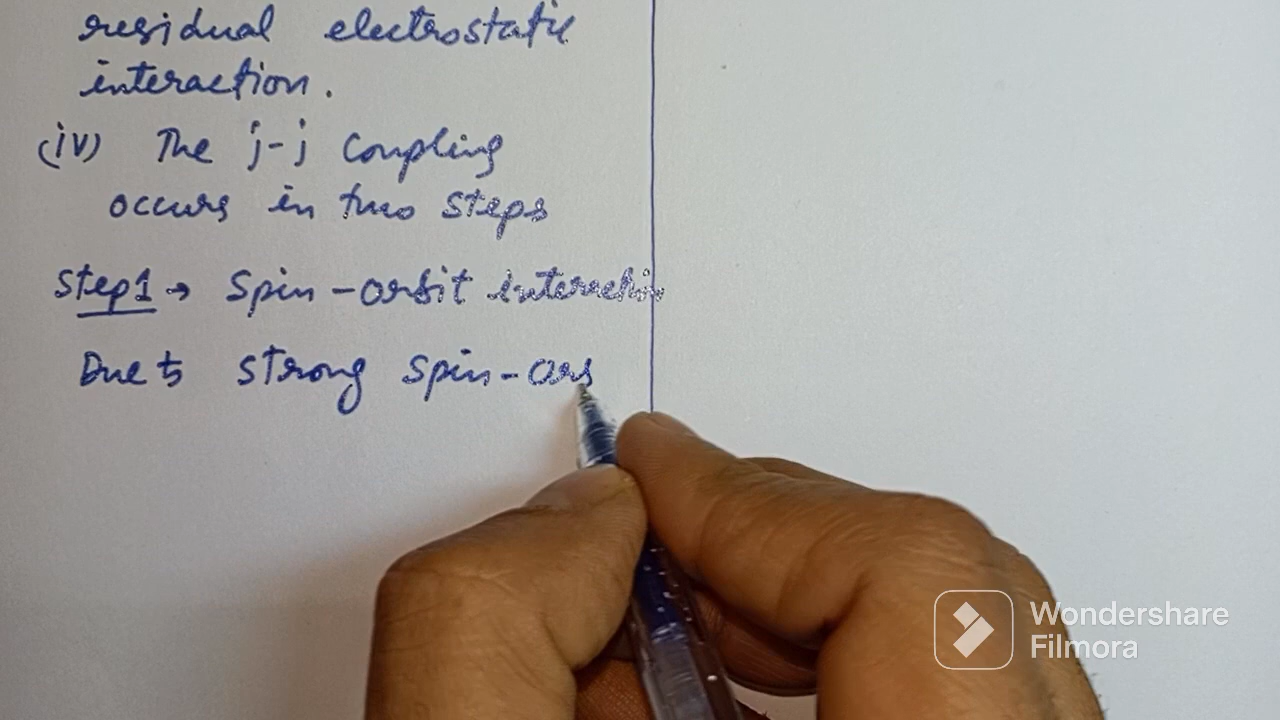 residual electrostatic
interaction.
(iv) The j-j Coupling
occurs in two steps
Step1→ Spin-orbit interaction
Due to strong spin-orb
Wondershare
Filmora